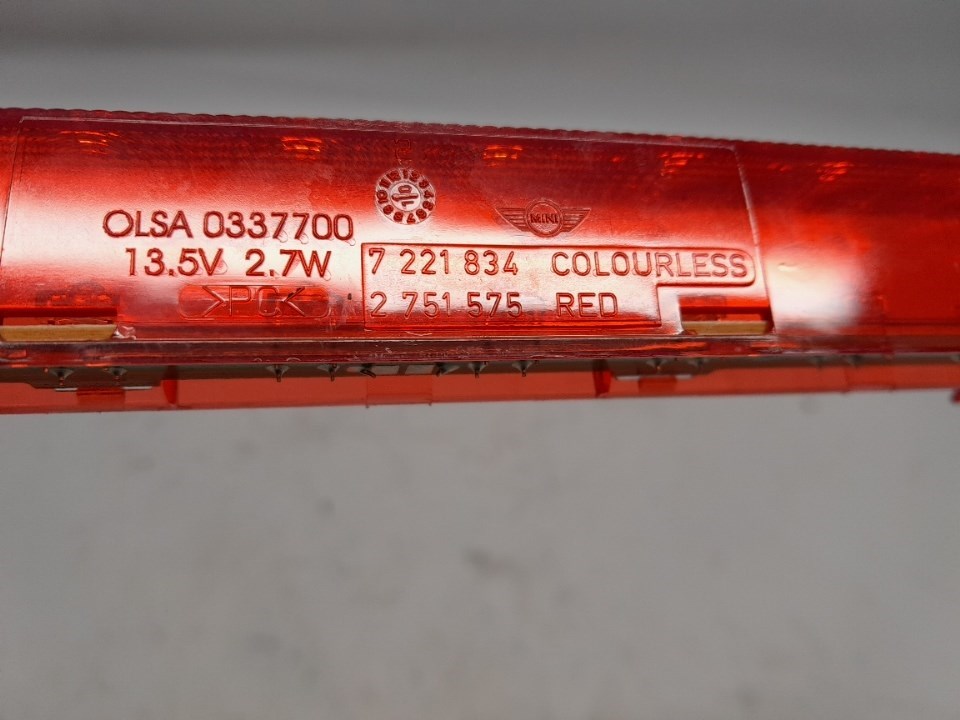 MINI
OLSA 0337700
13.5V 2.7W
>PC<
7 221 834 COLOURLESS
2 751 575 RED